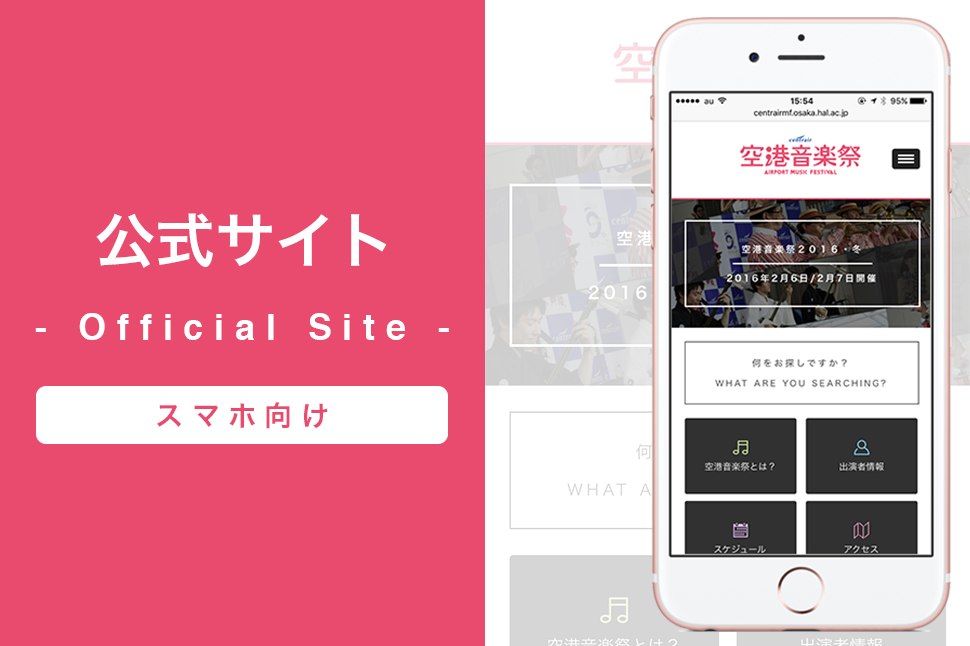 公式サイト
- Official Site -
スマホ向け
空
空港
2016
何
WHAT A
空港音楽祭とは?
出演者情報
au
15:54
95%
centrairmf.osaka.hal.ac.jp
centrair
空港音楽祭
AIRPORT MUSIC FESTIVAL
空港音楽祭2016・冬
2016年2月6日/2月7日開催
何をお探しですか?
WHAT ARE YOU SEARCHING?
空港音楽祭とは?
出演者情報
スケジュール
アクセス